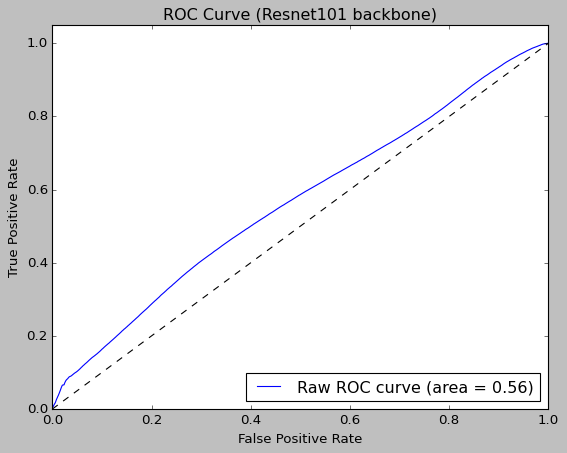 ROC Curve (Resnet101 backbone)
True Positive Rate
1.0
0.8
0.6
0.4
0.2
0.0
Raw ROC curve (area = 0.56)
0.0 0.2 0.4 0.6 0.8 1.0
False Positive Rate